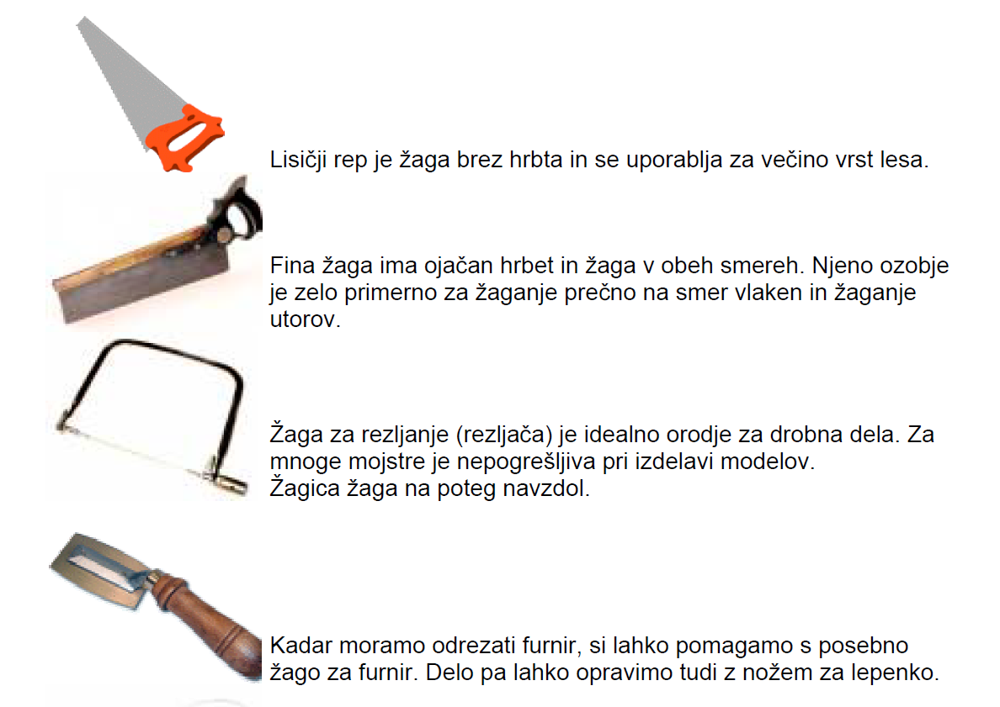 Lisičji rep je žaga brez hrbta in se uporablja za večino vrst lesa.
Fina žaga ima ojačan hrbet in žaga v obeh smereh. Njeno ozobje
je zelo primerno za žaganje prečno na smer vlaken in žaganje
utorov.
Žaga za rezljanje (rezljača) je idealno orodje za drobna dela. Za
mnoge mojstre je nepogrešljiva pri izdelavi modelov.
Žagica žaga na poteg navzdol.
Kadar moramo odrezati furnir, si lahko pomagamo s posebno
žago za furnir. Delo pa lahko opravimo tudi z nožem za lepenko.